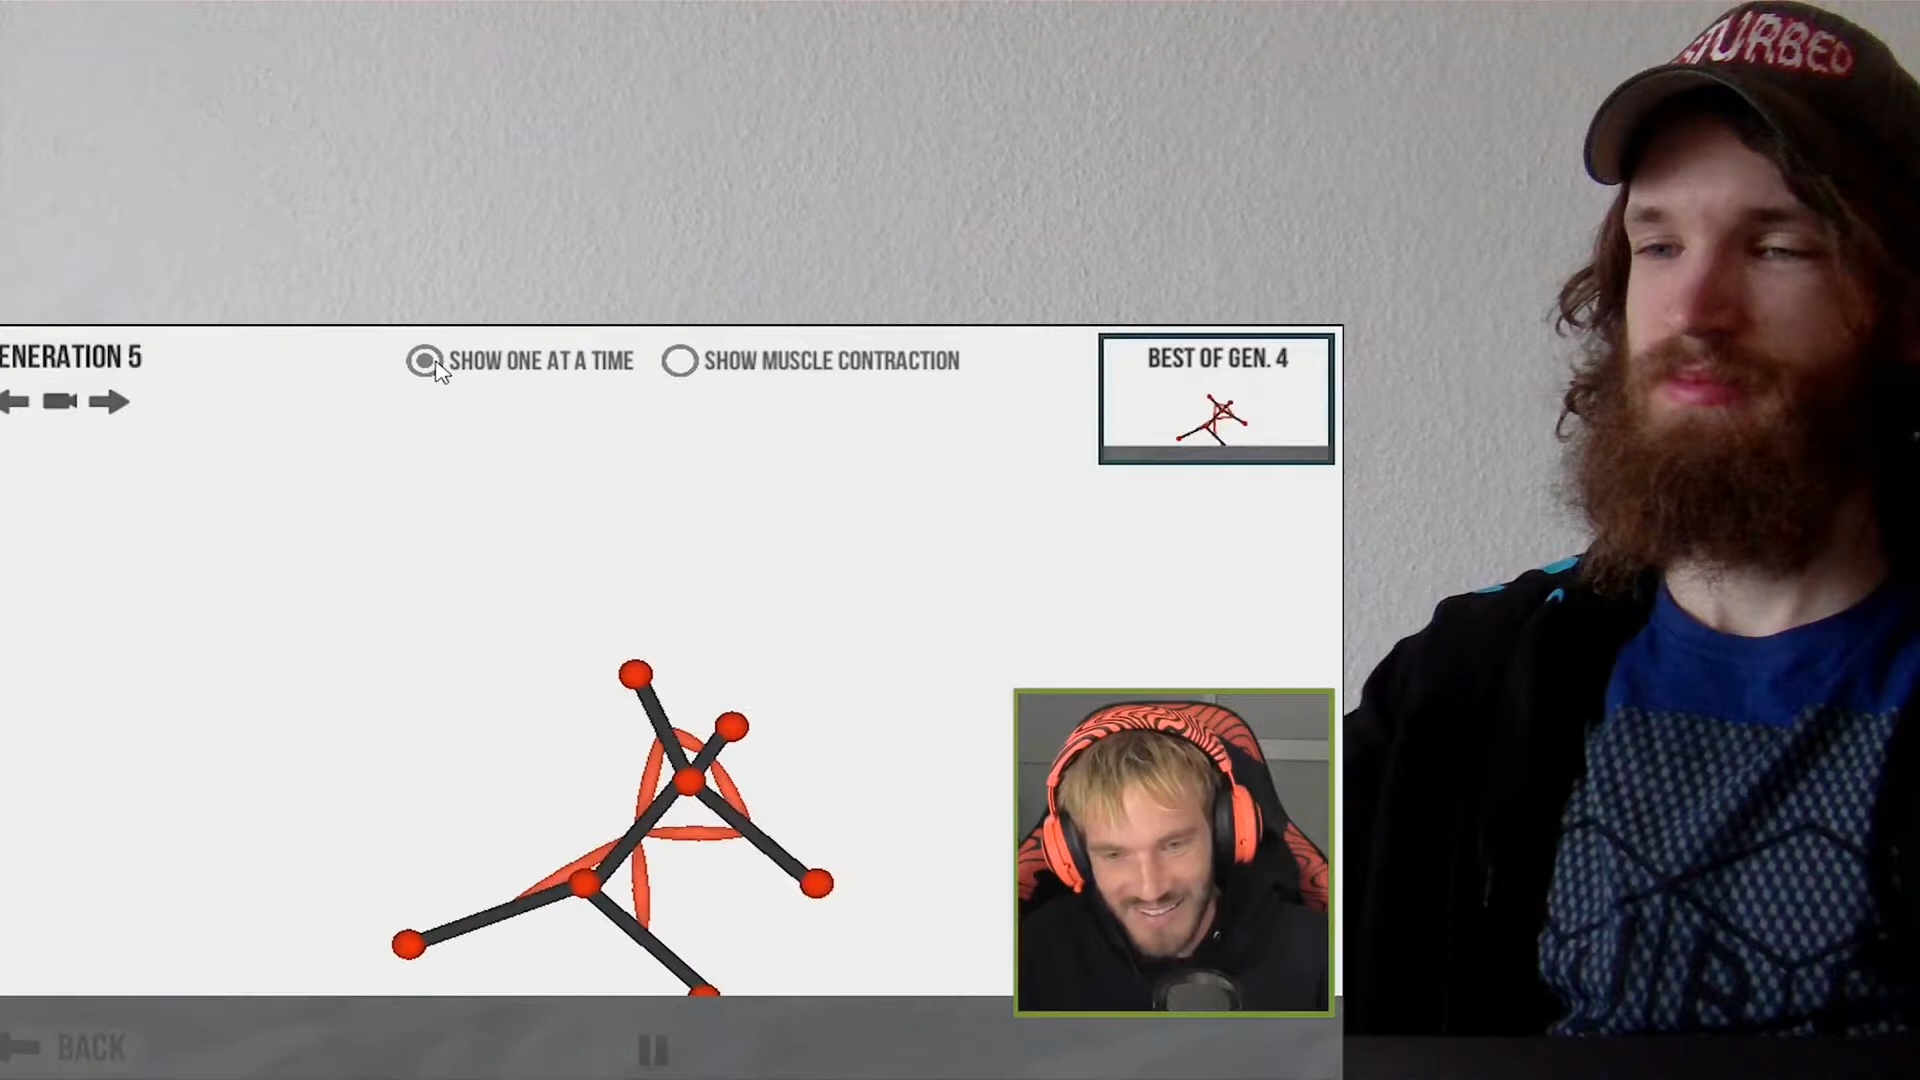 TURBED
ENERATION 5
SHOW ONE AT A TIME
SHOW MUSCLE CONTRACTION
BEST OF GEN. 4
BACK